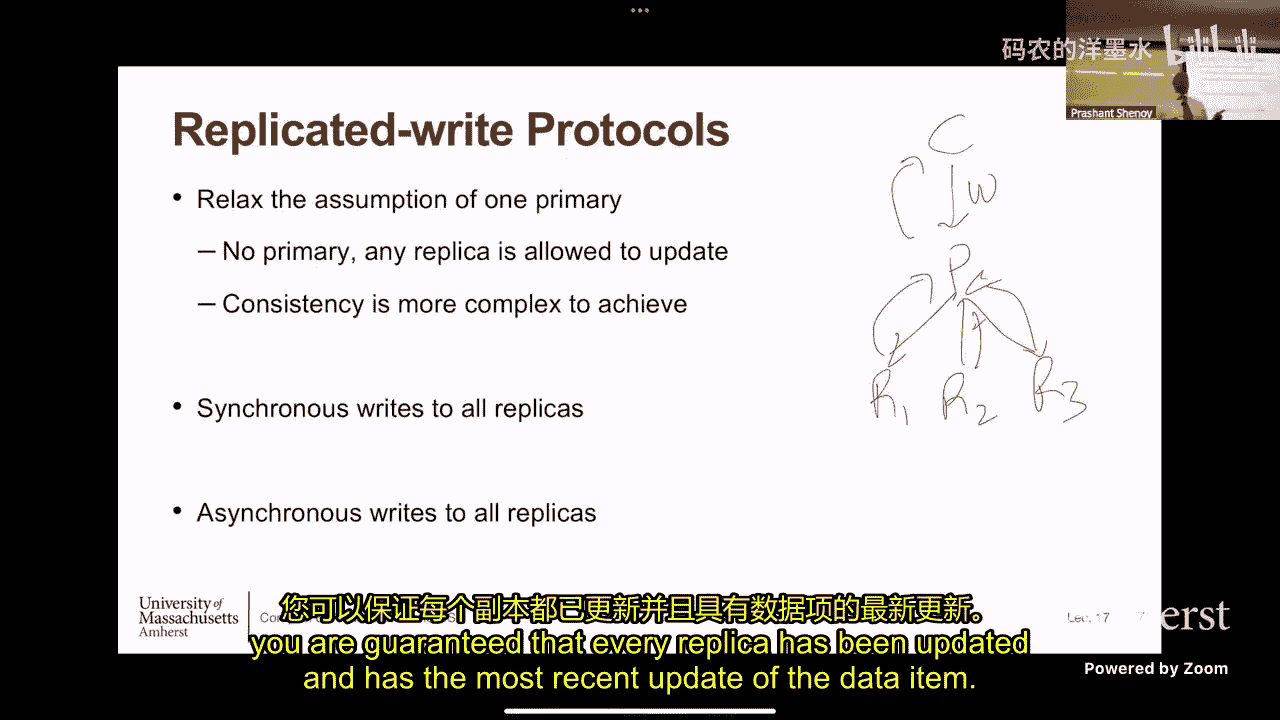 码农的洋墨水 bilibili
Prashant Shenoy
Replicated-write Protocols
C
• Relax the assumption of one primary
W
– No primary, any replica is allowed to update
P
– Consistency is more complex to achieve
R1 R2 R3
• Synchronous writes to all replicas
• Asynchronous writes to all replicas
University of
Massachusetts
Amherst
Lec. 17 7
erst
您可以保证每个副本都已更新并且具有数据项的最新更新。
you are guaranteed that every replica has been updated
and has the most recent update of the data item.
Powered by Zoom